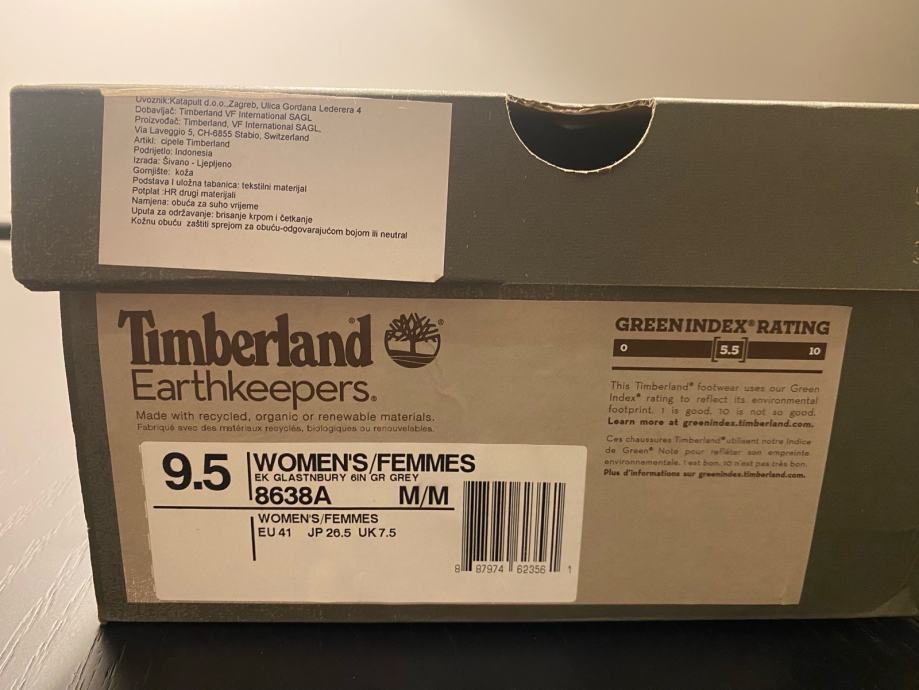 Uvoznik:Katapult d.o.o.,Zagreb, Ulica Gordana Lederera 4
Dobavljač: Timberland VF International SAGL
Proizvođač: Timberland, VF International SAGL,
Via Laveggio 5, CH-6855 Stabio, Switzerland
Artikl: cipele Timberland
Podrijetlo: Indonesia
Izrada: Šivano - Ljepljeno
Gornjište: koža
Podstava I uložna tabanica: tekstilni materijal
Potplat :HR drugi materijali
Namjena: obuća za suho vrijeme
Uputa za održavanje: brisanje krpom i četkanje
Kožnu obuću zaštiti sprejom za obuću-odgovarajućom bojom ili neutral
Timberland®
Earthkeepers®
Made with recycled, organic or renewable materials.
Fabriqué avec des matériaux recyclés, biologiques ou renouvelables.
9.5
WOMEN'S/FEMMES
EK GLASTNBURY 6IN GR GREY
8638A M/M
WOMEN'S/FEMMES
EU 41 JP 26.5 UK 7.5
8 87974 62356 1
GREEN INDEX® RATING
0 [5.5] 10
This Timberland® footwear uses our Green
Index® rating to reflect its environmental
footprint. 1 is good. 10 is not so good.
Learn more at greenindex.timberland.com.
Ces chaussures Timberland® utilisent notre Indice
de Green® Note pour refléter son empreinte
environnementale. 1 est bon. 10 n'est pas très bon.
Plus d'informations sur greenindex.timberland.com.